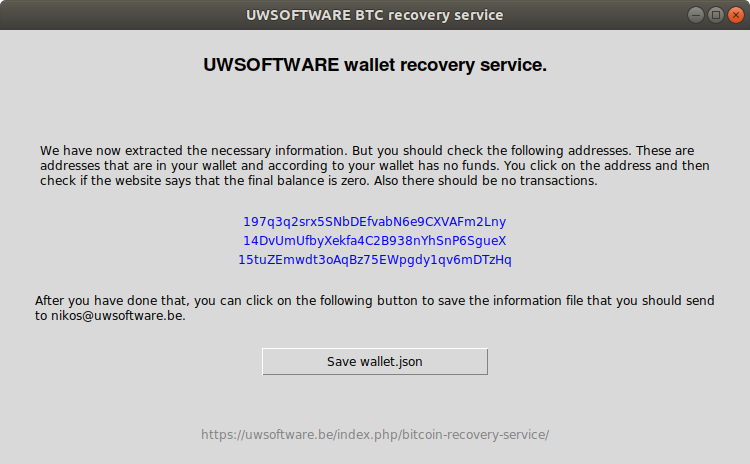 UWSOFTWARE BTC recovery service
UWSOFTWARE wallet recovery service.
We have now extracted the necessary information. But you should check the following addresses. These are
addresses that are in your wallet and according to your wallet has no funds. You click on the address and then
check if the website says that the final balance is zero. Also there should be no transactions.
197q3q2srx5SNbDEfvabN6e9CXVAFm2Lny
14DvUmUfbyXekfa4C2B938nYhSnP6SgueX
15tuZEmwdt3oAqBz75EWpgdy1qv6mDTzHq
After you have done that, you can click on the following button to save the information file that you should send
to nikos@uwsoftware.be.
Save wallet.json
https://uwsoftware.be/index.php/bitcoin-recovery-service/